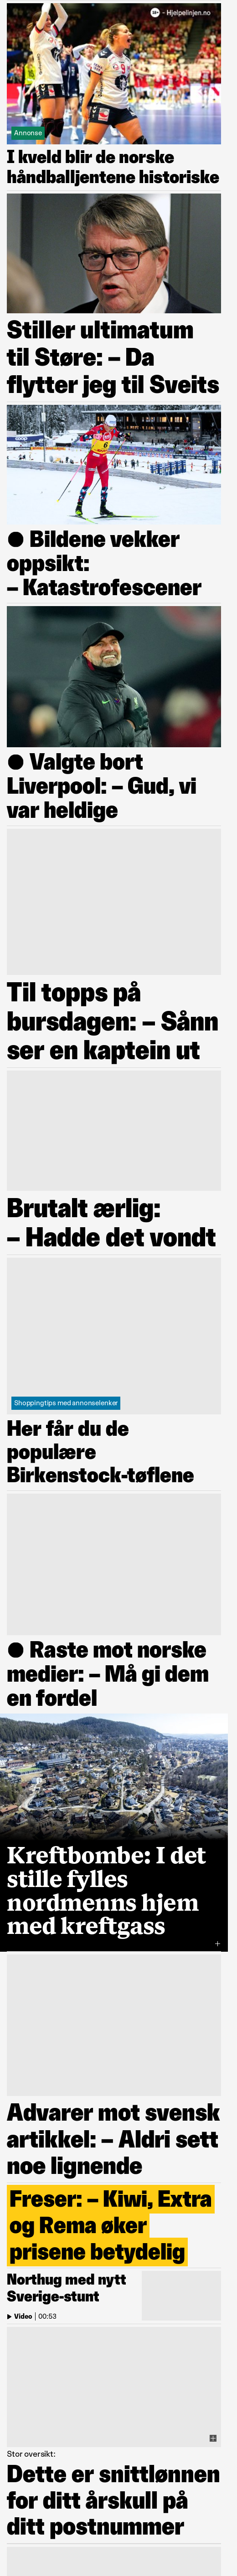 18+ - Hjelpelinjen.no
Annonse
I kveld blir de norske
håndballjentene historiske
Stiller ultimatum
til Støre: – Da
flytter jeg til Sveits
● Bildene vekker
oppsikt:
– Katastrofescener
● Valgte bort
Liverpool: – Gud, vi
var heldige
Til topps på
bursdagen: – Sånn
ser en kaptein ut
Brutalt ærlig:
– Hadde det vondt
Shoppingtips med annonselenker
Her får du de
populære
Birkenstock-tøflene
● Raste mot norske
medier: – Må gi dem
en fordel
Kreftbombe: I det
stille fylles
nordmenns hjem
med kreftgass
Advarer mot svensk
artikkel: – Aldri sett
noe lignende
Freser: – Kiwi, Extra
og Rema øker
prisene betydelig
Northug med nytt
Sverige-stunt
Video | 00:53
Stor oversikt:
Dette er snittlønnen
for ditt årskull på
ditt postnummer